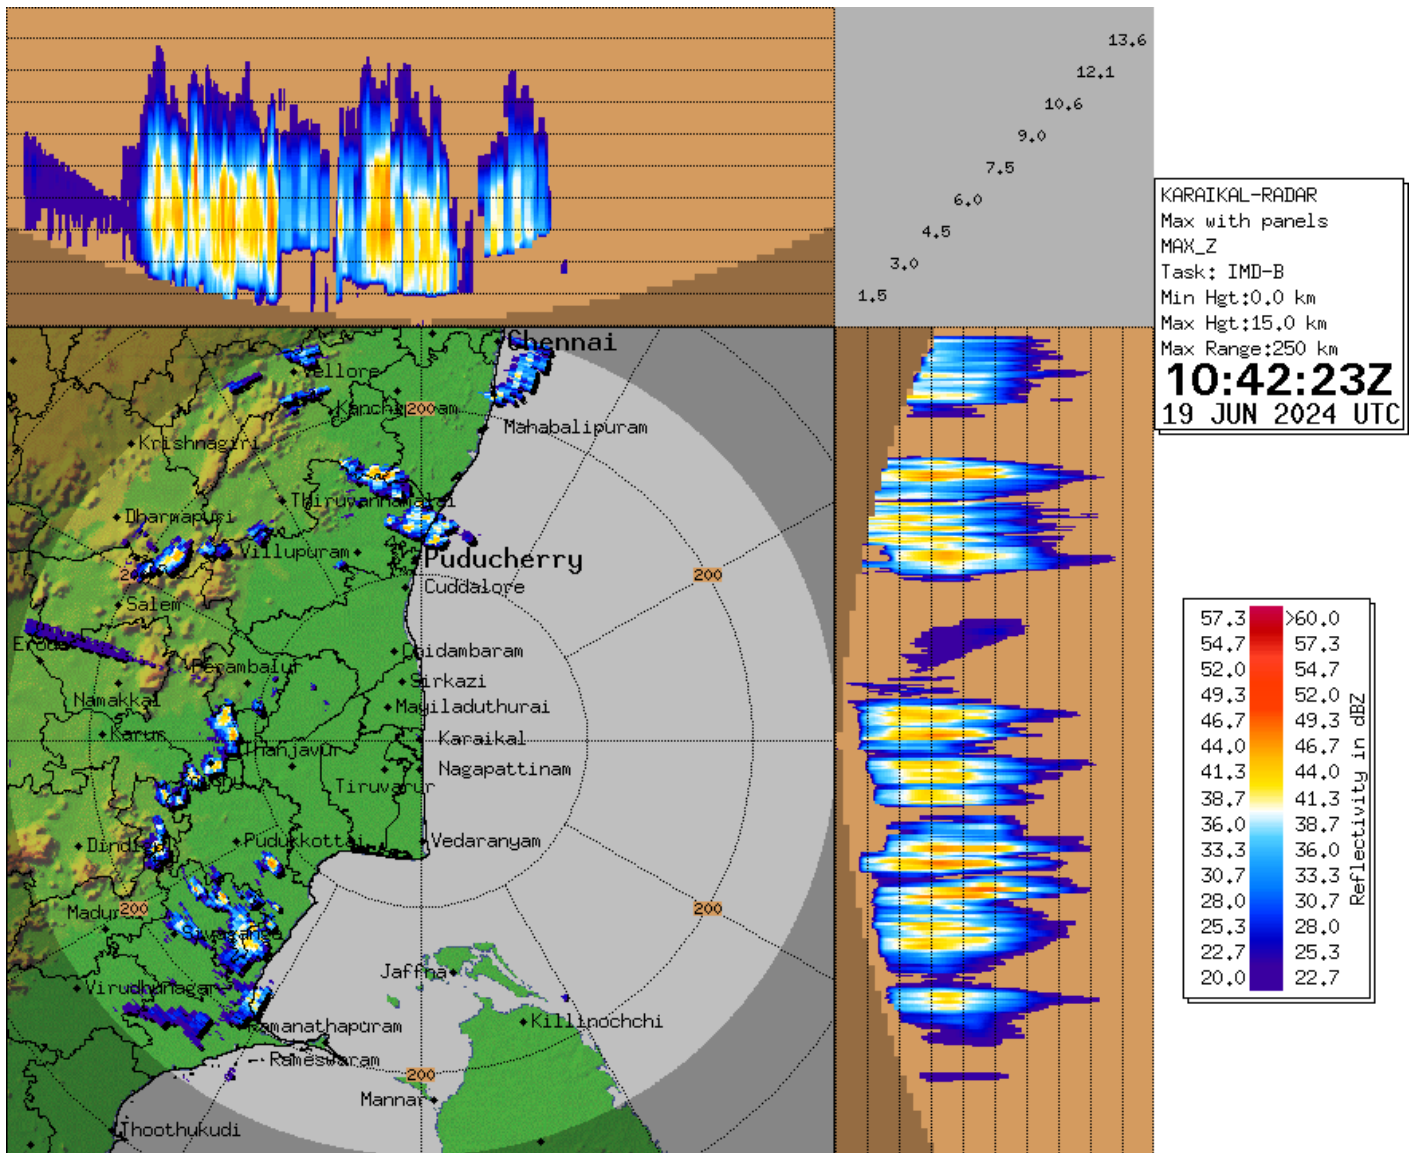 13.6
12.1
10.6
9.0
7.5
6.0
4.5
3.0
1.5
KARAIKAL-RADAR
Max with panels
MAX_Z
Task: IMD-B
Min Hgt:0.0 km
Max Hgt:15.0 km
Max Range:250 km
10:42:23Z
19 JUN 2024 UTC
Chennai
Vellore
200
Mahabalipuram
Krishnagiri
Thiruvannamalai
Dharmapuri
Villupuram
Puducherry
200
Cuddalore
Salem
Erode
Chidambaram
Perambalur
Sirkazi
Namakkal
Mayiladuthurai
Karur
Karaikal
Thanjavur
Nagapattinam
Tiruvarur
Pudukkottai
Vedaranyam
200
200
Jaffna
Virudhunagar
Killinochchi
Ramanathapuram
Rameswaram
200
Mannar
Thoothukudi
57.3 >60.0
54.7 57.3
52.0 54.7
49.3 52.0
46.7 49.3
44.0 46.7
41.3 44.0
38.7 41.3
36.0 38.7
33.3 36.0
30.7 33.3
28.0 30.7
25.3 28.0
22.7 25.3
20.0 22.7
Reflectivity in dBZ